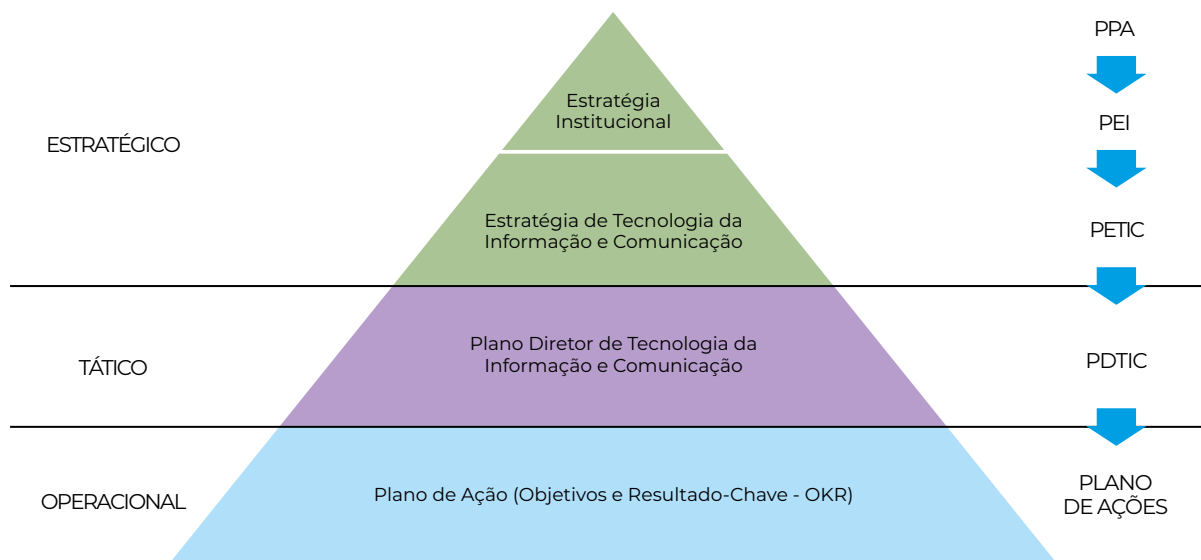 PPA
Estratégia
Institucional
PEI
ESTRATÉGICO
Estratégia de Tecnologia da
Informação e Comunicação
PETIC
Plano Diretor de Tecnologia da
Informação e Comunicação
TÁTICO
PDTIC
Plano de Ação (Objetivos e Resultado-Chave - OKR)
OPERACIONAL
PLANO
DE AÇÕES